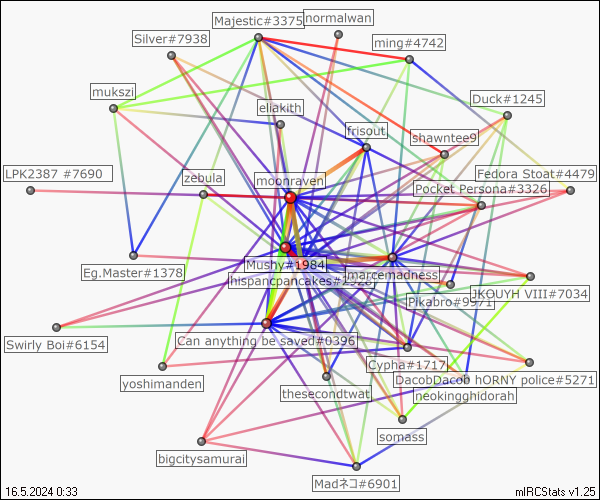 normalwan
Majestic#3375
Silver#7938
ming#4742
mukszi
Duck#1245
eliakith
frisout
shawntee9
LPK2387 #7690
zebula
moonraven
Fedora Stoat#4479
Pocket Persona#3326
Mushy#1984
Eg.Master#1378
marcemadness
hispancpancakes#2928
JKOUYH VIII#7034
Pikabro#9971
Swirly Boi#6154
Can anything be saved#0396
Cypha#1717
yoshimanden
DacobDacob hORNY police#5271
thesecondtwat
neokingghidorah
somass
bigcitysamurai
Madネコ#6901
16.5.2024 0:33
mIRCStats v1.25